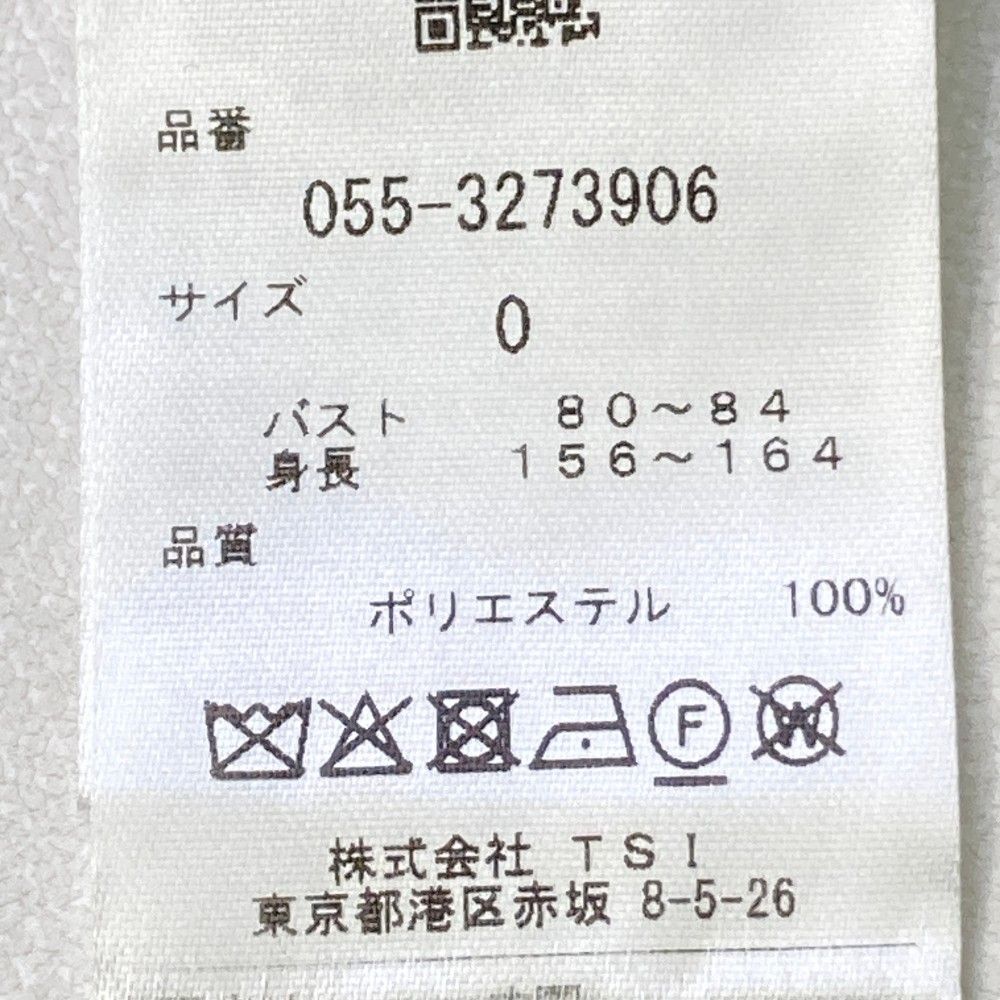 品番
055-3273906
サイズ 0
バスト 80～84
身長 156～164
品質
ポリエステル 100%
F
W
株式会社 TSI
東京都港区赤坂 8-5-26